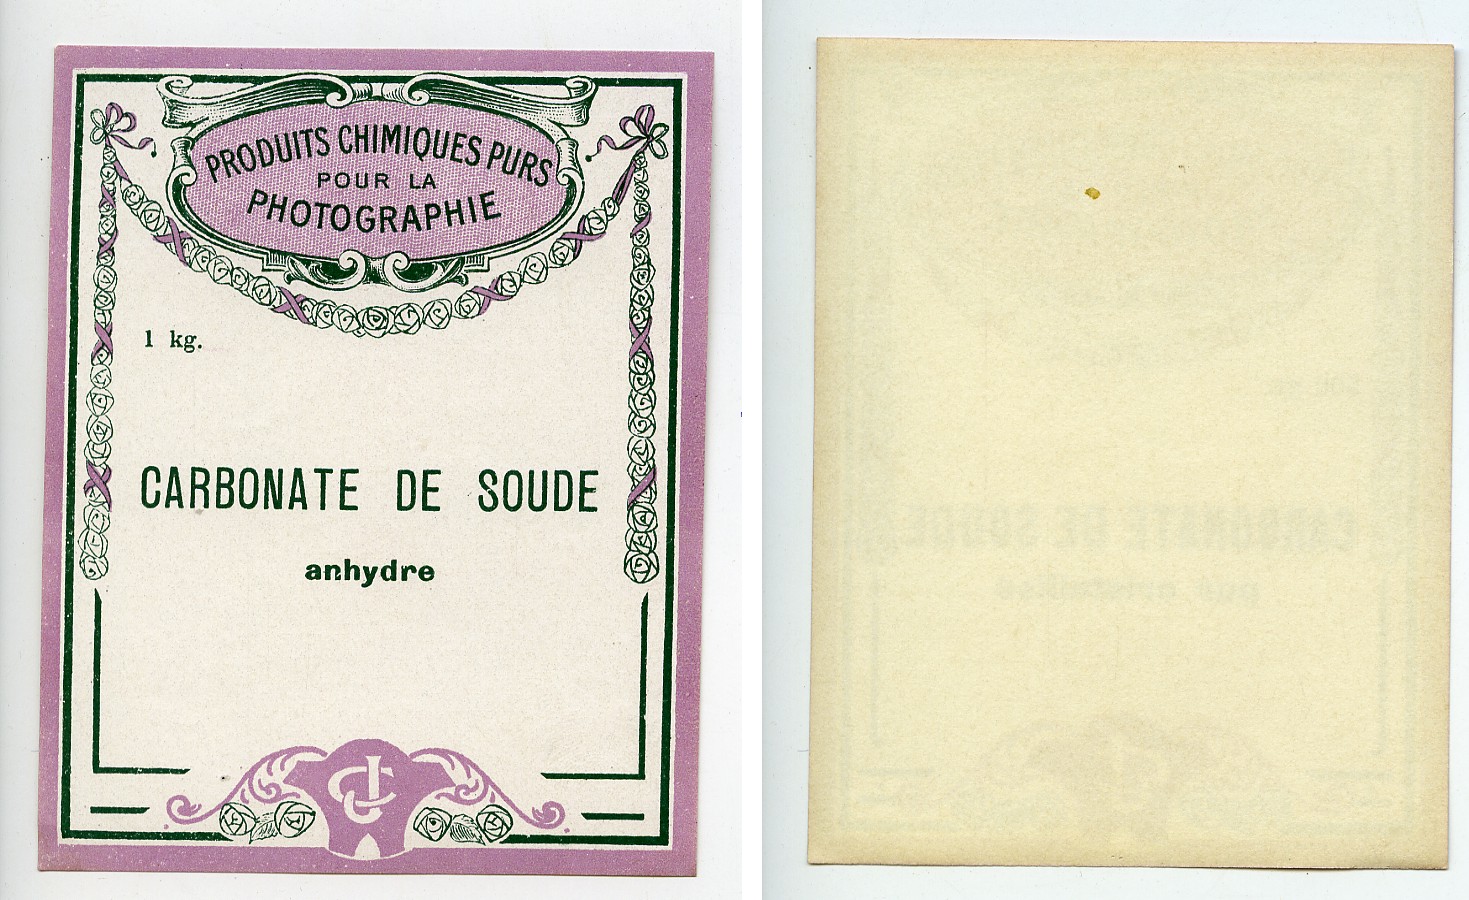 PRODUITS CHIMIQUES PURS
POUR LA
PHOTOGRAPHIE
1 kg.
CARBONATE DE SOUDE
anhydre